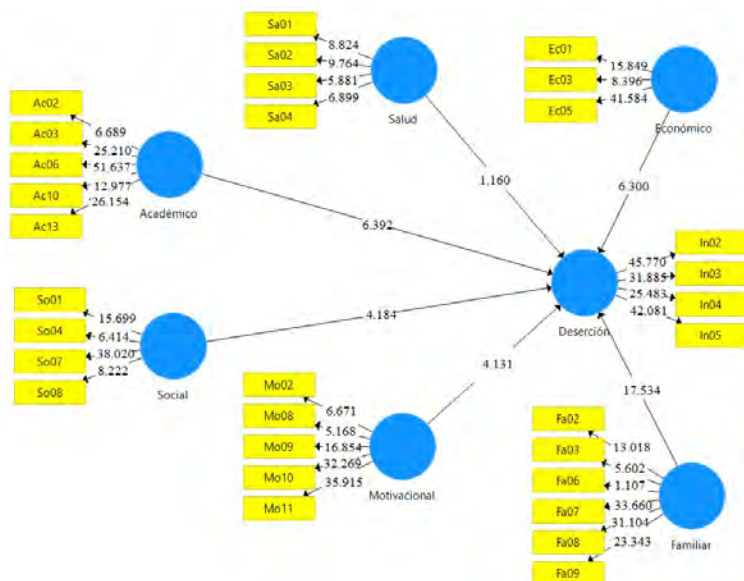 Sa01
8.824
Sa02
9.764
Sa03
5.881
Sa04
6.899
Salud
Ec01
15.849
Ec03
8.396
Ec05
41.584
Económico
Ac02
6.689
Ac03
25.210
Ac06
51.637
Ac10
12.977
Ac13
26.154
Académico
1.160
6.300
6.392
In02
45.770
In03
31.885
In04
25.483
In05
42.081
Deserción
So01
15.699
So04
6.414
So07
38.020
So08
8.222
Social
4.184
4.131
17.534
Mo02
6.671
Mo08
5.168
Mo09
16.854
Mo10
32.269
Mo11
35.915
Motivacional
Fa02
13.018
Fa03
5.602
Fa06
1.107
Fa07
33.660
Fa08
31.104
Fa09
23.343
Familiar